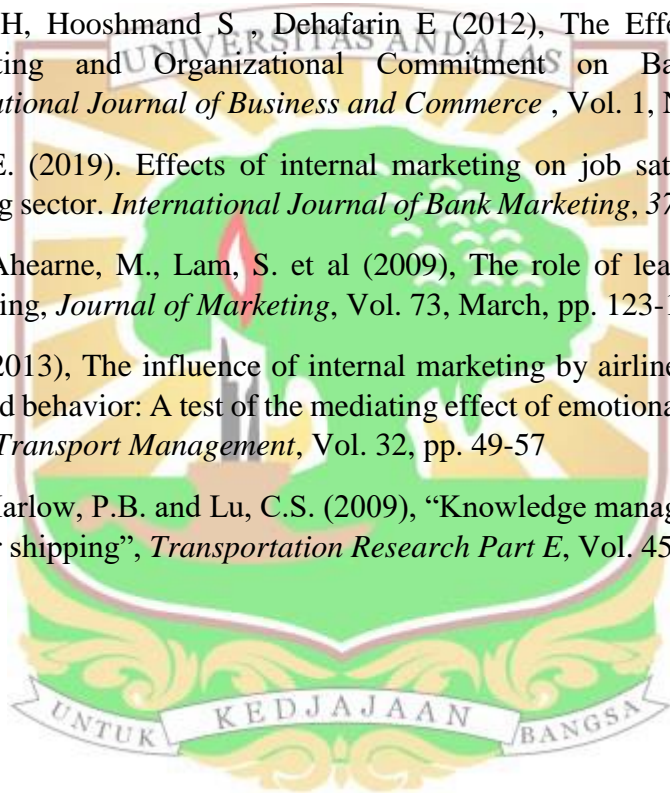 H, Hooshmand S , Dehafarin E (2012), The Effe
UNIVERSITAS ANDALAS
ting and Organizational Commitment on Ba
ational Journal of Business and Commerce , Vol. 1, N
E. (2019). Effects of internal marketing on job sat
g sector. International Journal of Bank Marketing, 37
Ahearne, M., Lam, S. et al (2009), The role of lea
ing, Journal of Marketing, Vol. 73, March, pp. 123-1
2013), The influence of internal marketing by airline
d behavior: A test of the mediating effect of emotiona
Transport Management, Vol. 32, pp. 49-57
Marlow, P.B. and Lu, C.S. (2009), “Knowledge manag
r shipping”, Transportation Research Part E, Vol. 45
UNTUK KEDJAJAAN BANGSA